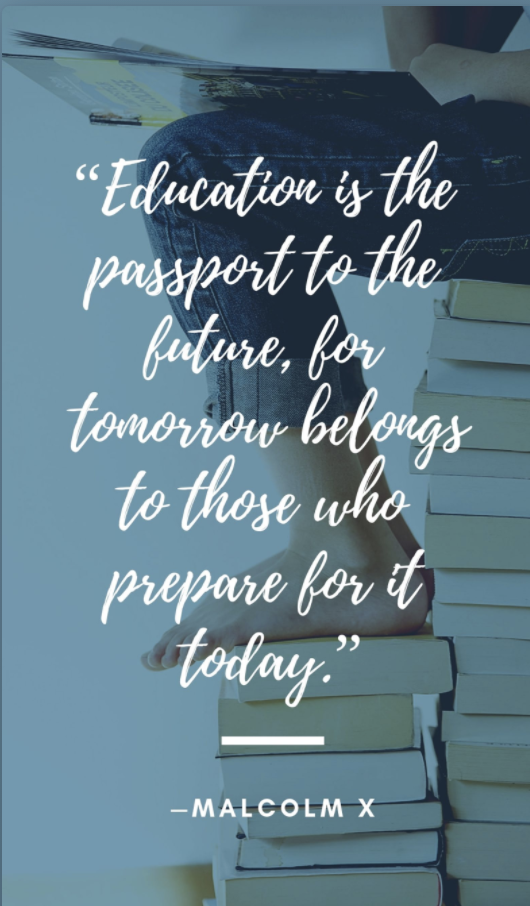 “Education is the
passport to the
future, for
tomorrow belongs
to those who
prepare for it
today.”
—MALCOLM X